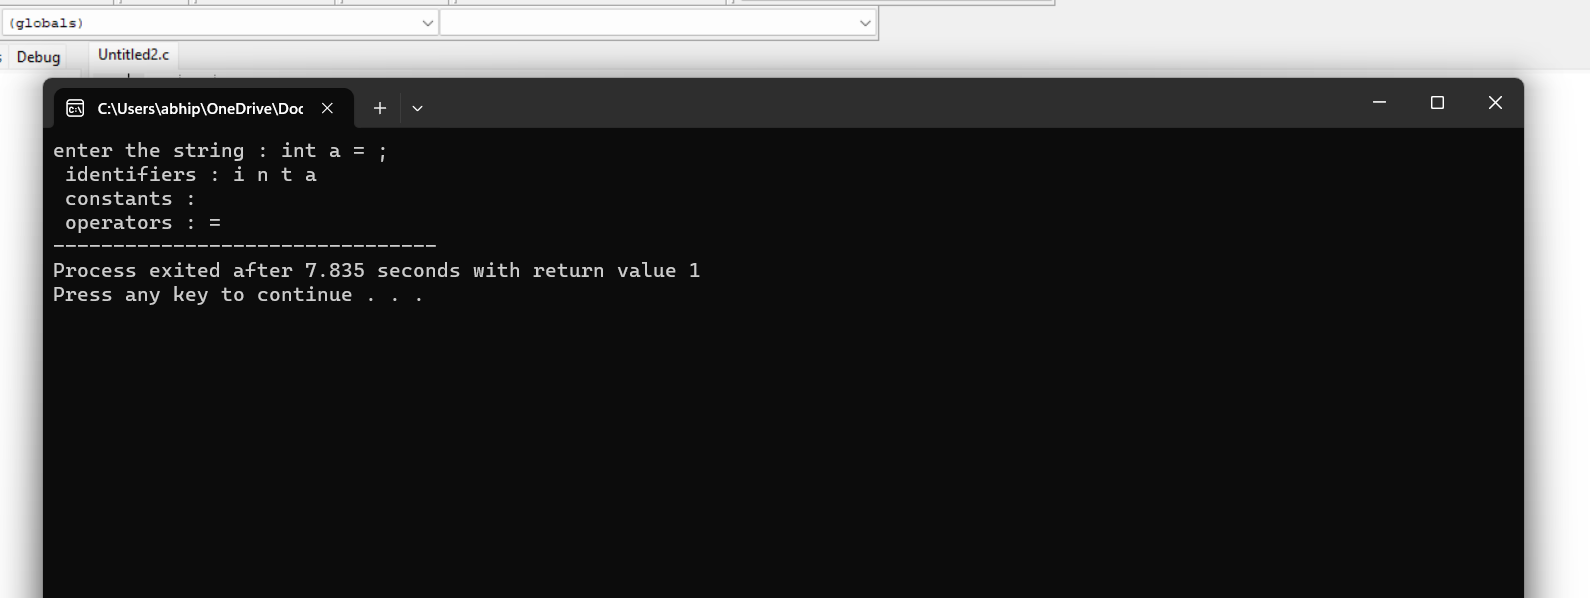 (globals)
Debug
Untitled2.c
C:\Users\abhip\OneDrive\Doc
enter the string : int a = ;
identifiers : i n t a
constants :
operators : =
--------------------------------
Process exited after 7.835 seconds with return value 1
Press any key to continue . . .